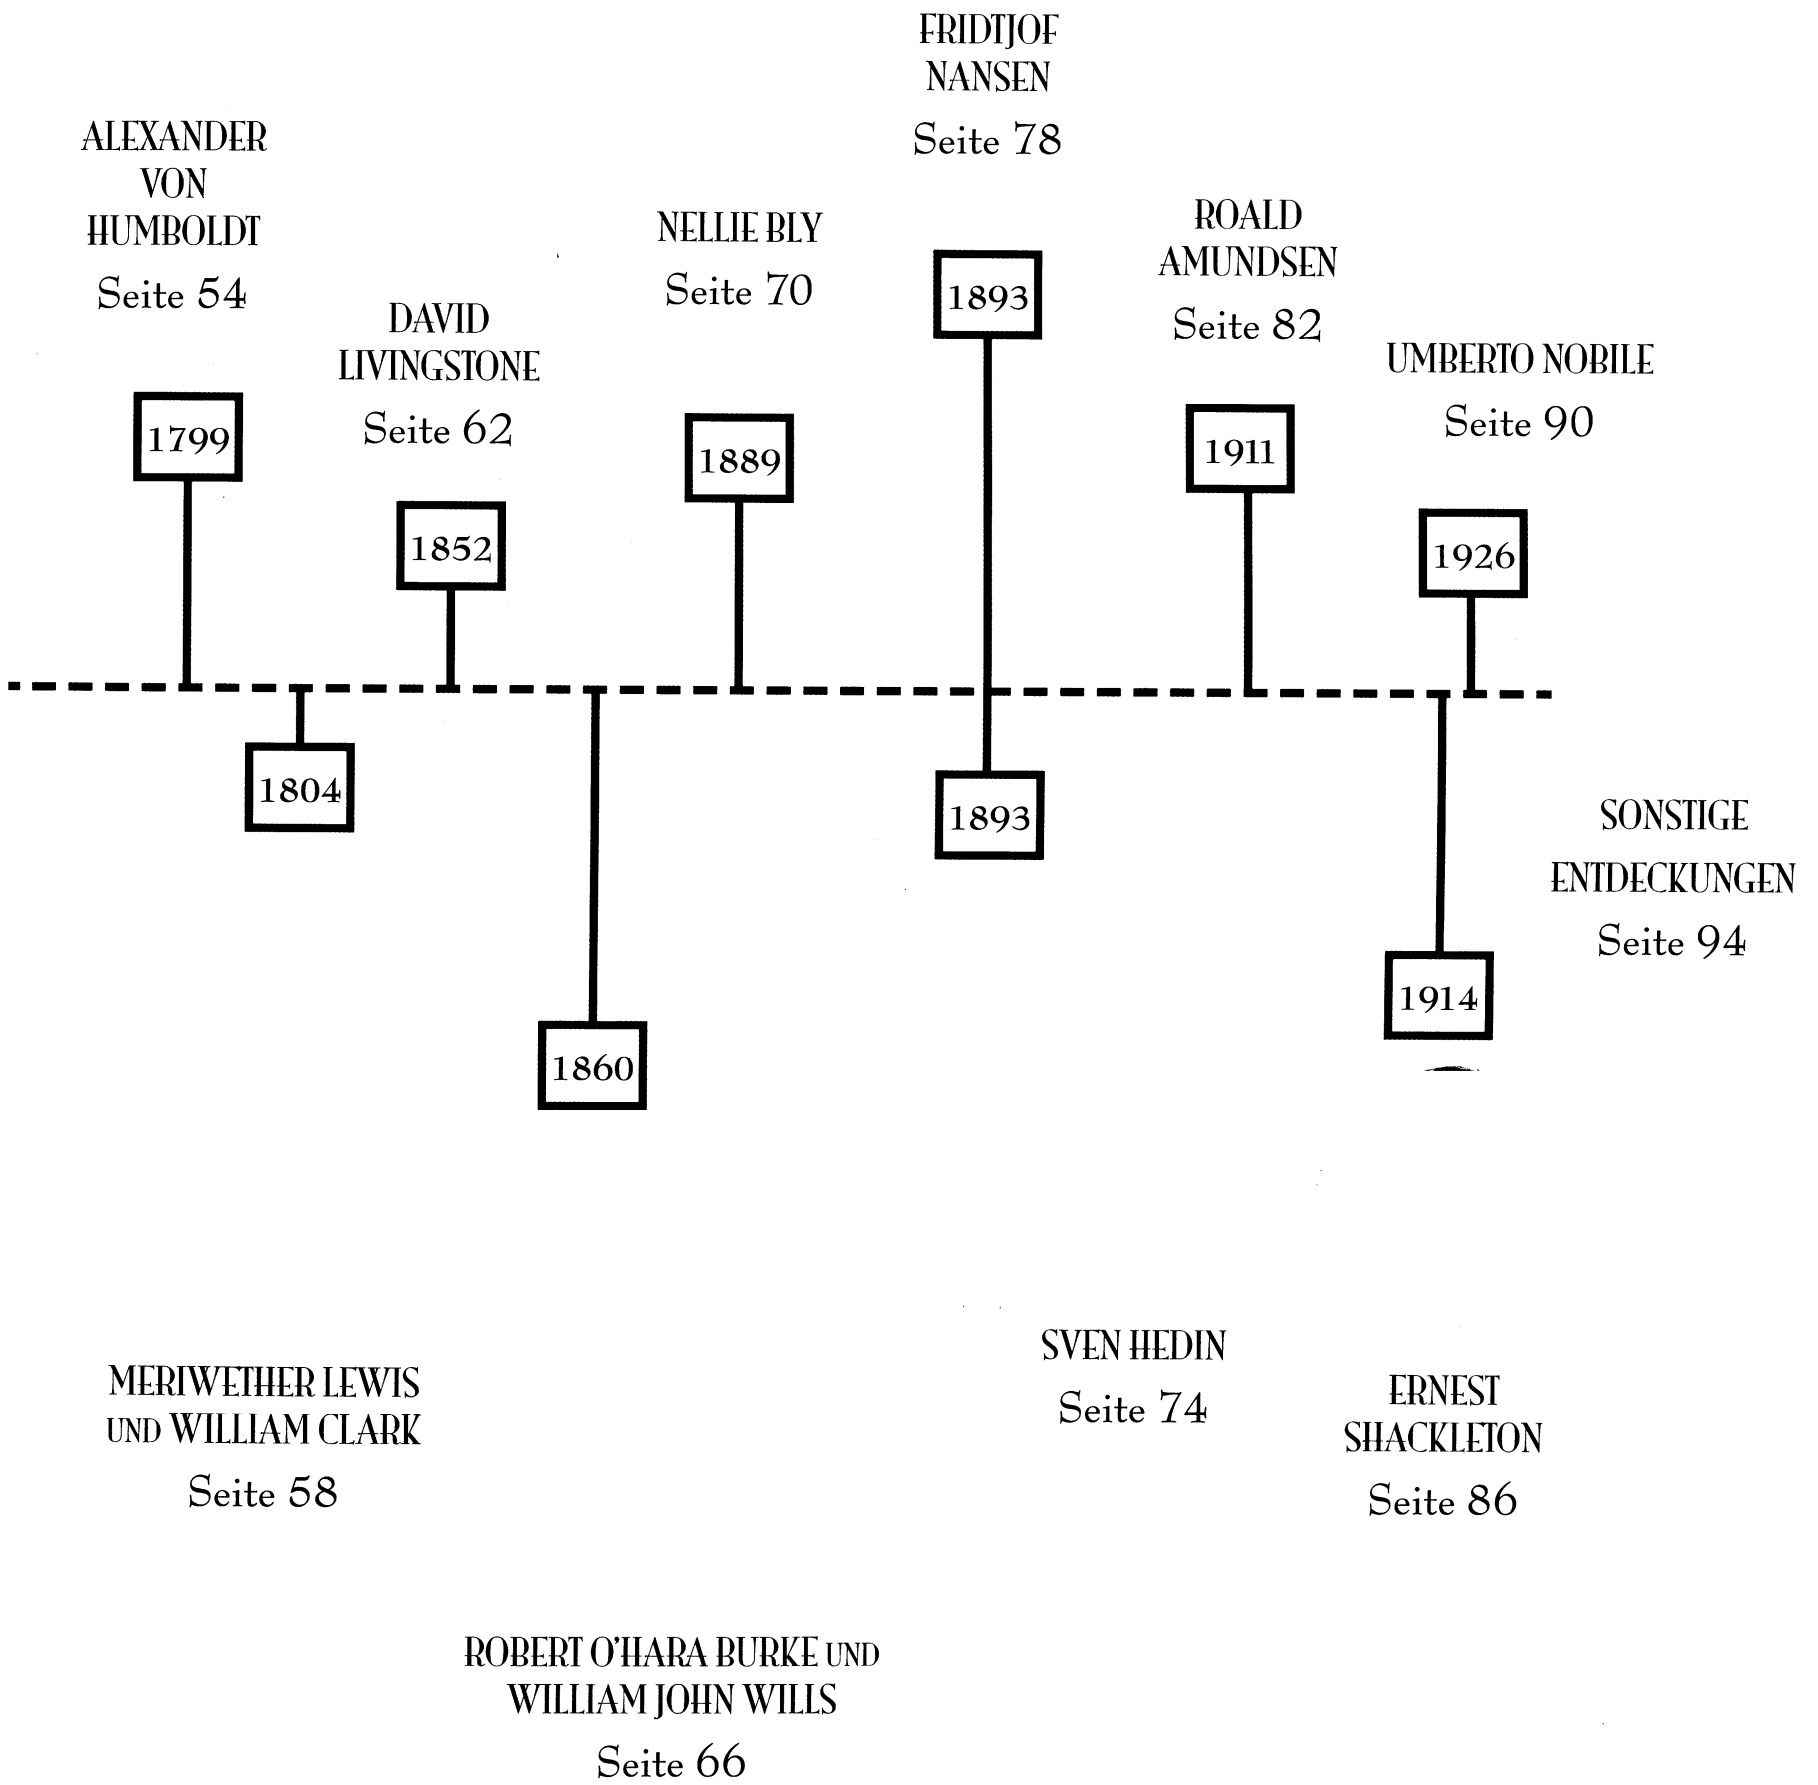 FRIDTJOF
NANSEN
Seite 78
ALEXANDER
VON
HUMBOLDT
Seite 54
NELLIE BLY
Seite 70
ROALD
AMUNDSEN
Seite 82
DAVID
LIVINGSTONE
Seite 62
UMBERTO NOBILE
Seite 90
1893
1799
1889
1911
1852
1926
1804
1893
SONSTIGE
ENTDECKUNGEN
Seite 94
1914
1860
SVEN HEDIN
Seite 74
MERIWETHER LEWIS
UND WILLIAM CLARK
Seite 58
ERNEST
SHACKLETON
Seite 86
ROBERT O'HARA BURKE UND
WILLIAM JOHN WILLS
Seite 66